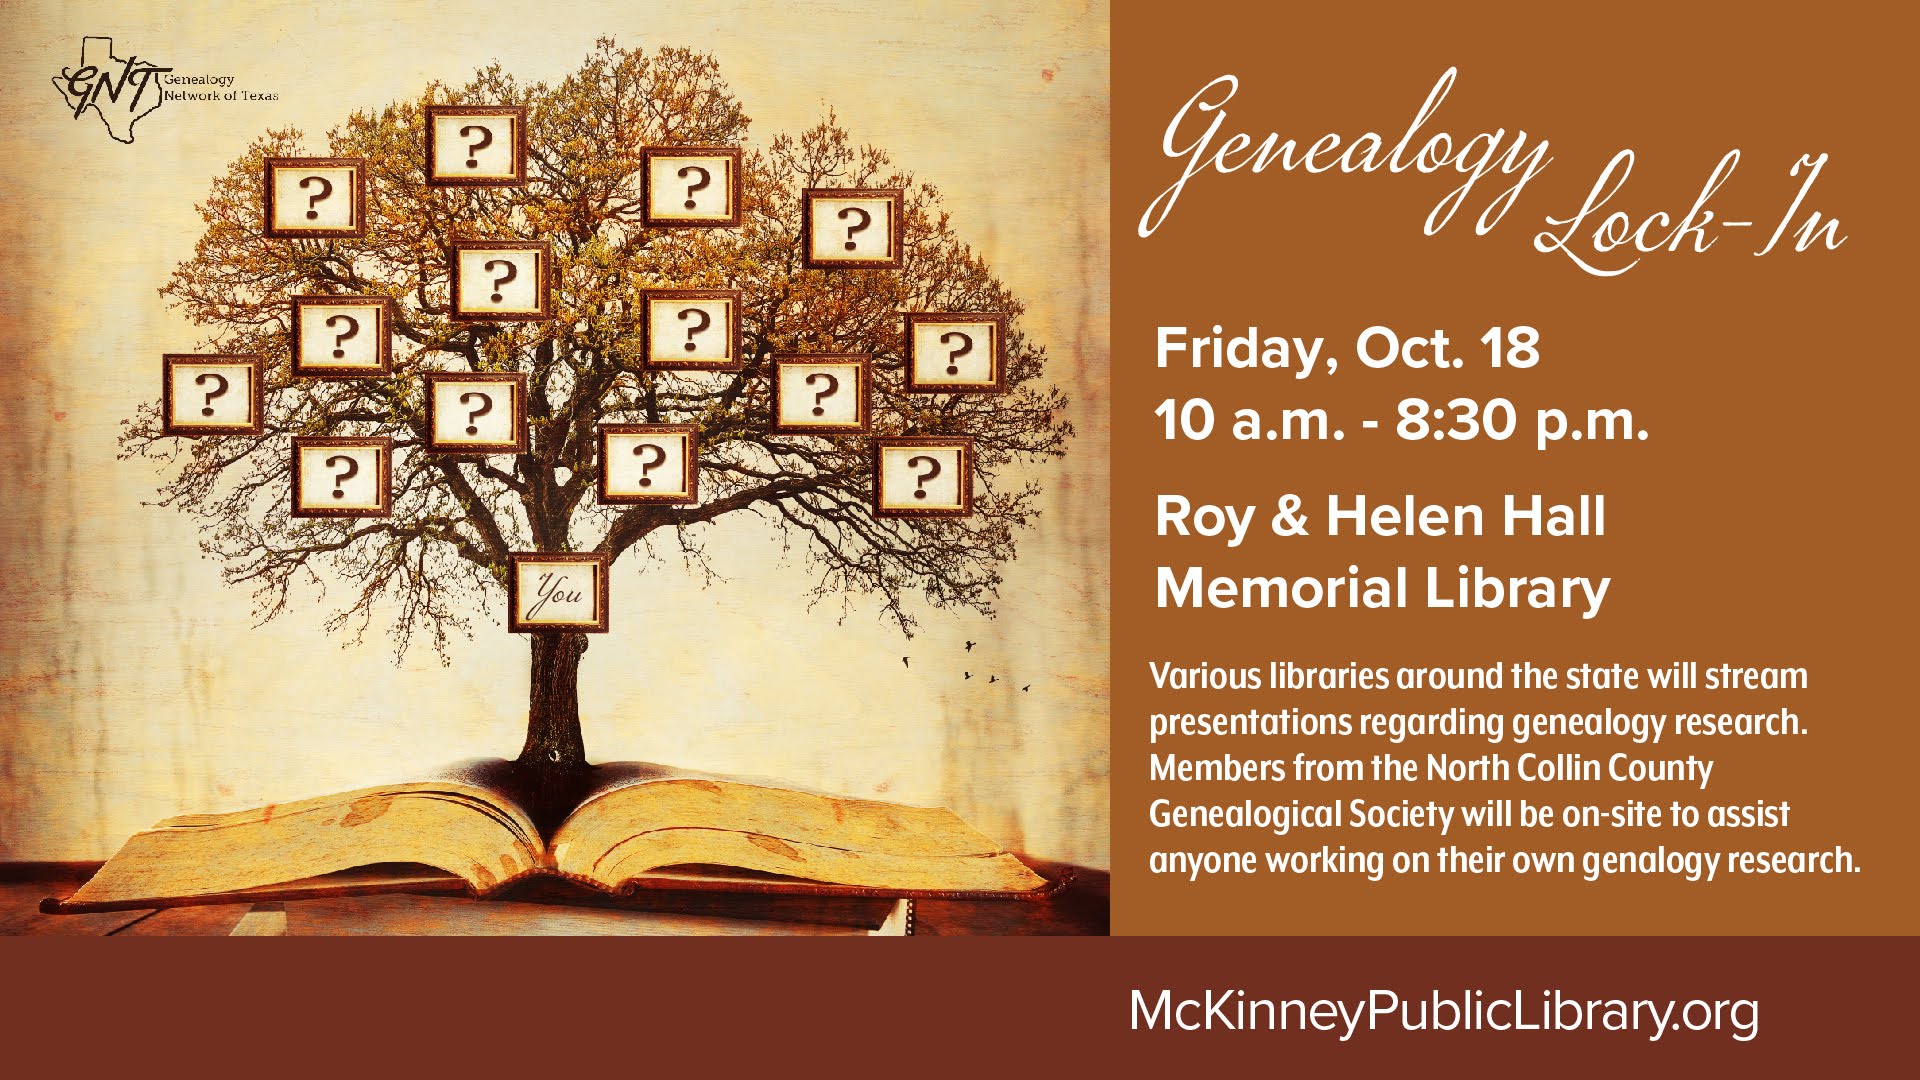 GNT
Genealogy
Network of Texas
?
?
?
?
?
?
?
?
?
?
?
?
?
?
You
Genealogy
Lock-In
Friday, Oct. 18
10 a.m. - 8:30 p.m.
Roy & Helen Hall
Memorial Library
Various libraries around the state will stream
presentations regarding genealogy research.
Members from the North Collin County
Genealogical Society will be on-site to assist
anyone working on their own genalogy research.
McKinneyPublicLibrary.org